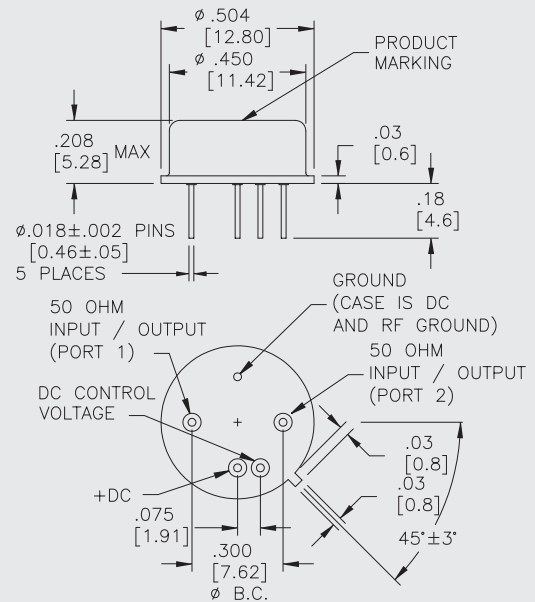 ø .504
[12.80]
ø .450
[11.42]
PRODUCT
MARKING
.208
[5.28] MAX
.03
[0.6]
.18
[4.6]
ø.018±.002 PINS
[0.46±.05]
5 PLACES
GROUND
(CASE IS DC
AND RF GROUND)
50 OHM
INPUT / OUTPUT
(PORT 1)
50 OHM
INPUT / OUTPUT
(PORT 2)
DC CONTROL
VOLTAGE
+DC
.03
[0.8]
.03
[0.8]
45°±3°
.075
[1.91]
.300
[7.62]
ø B.C.